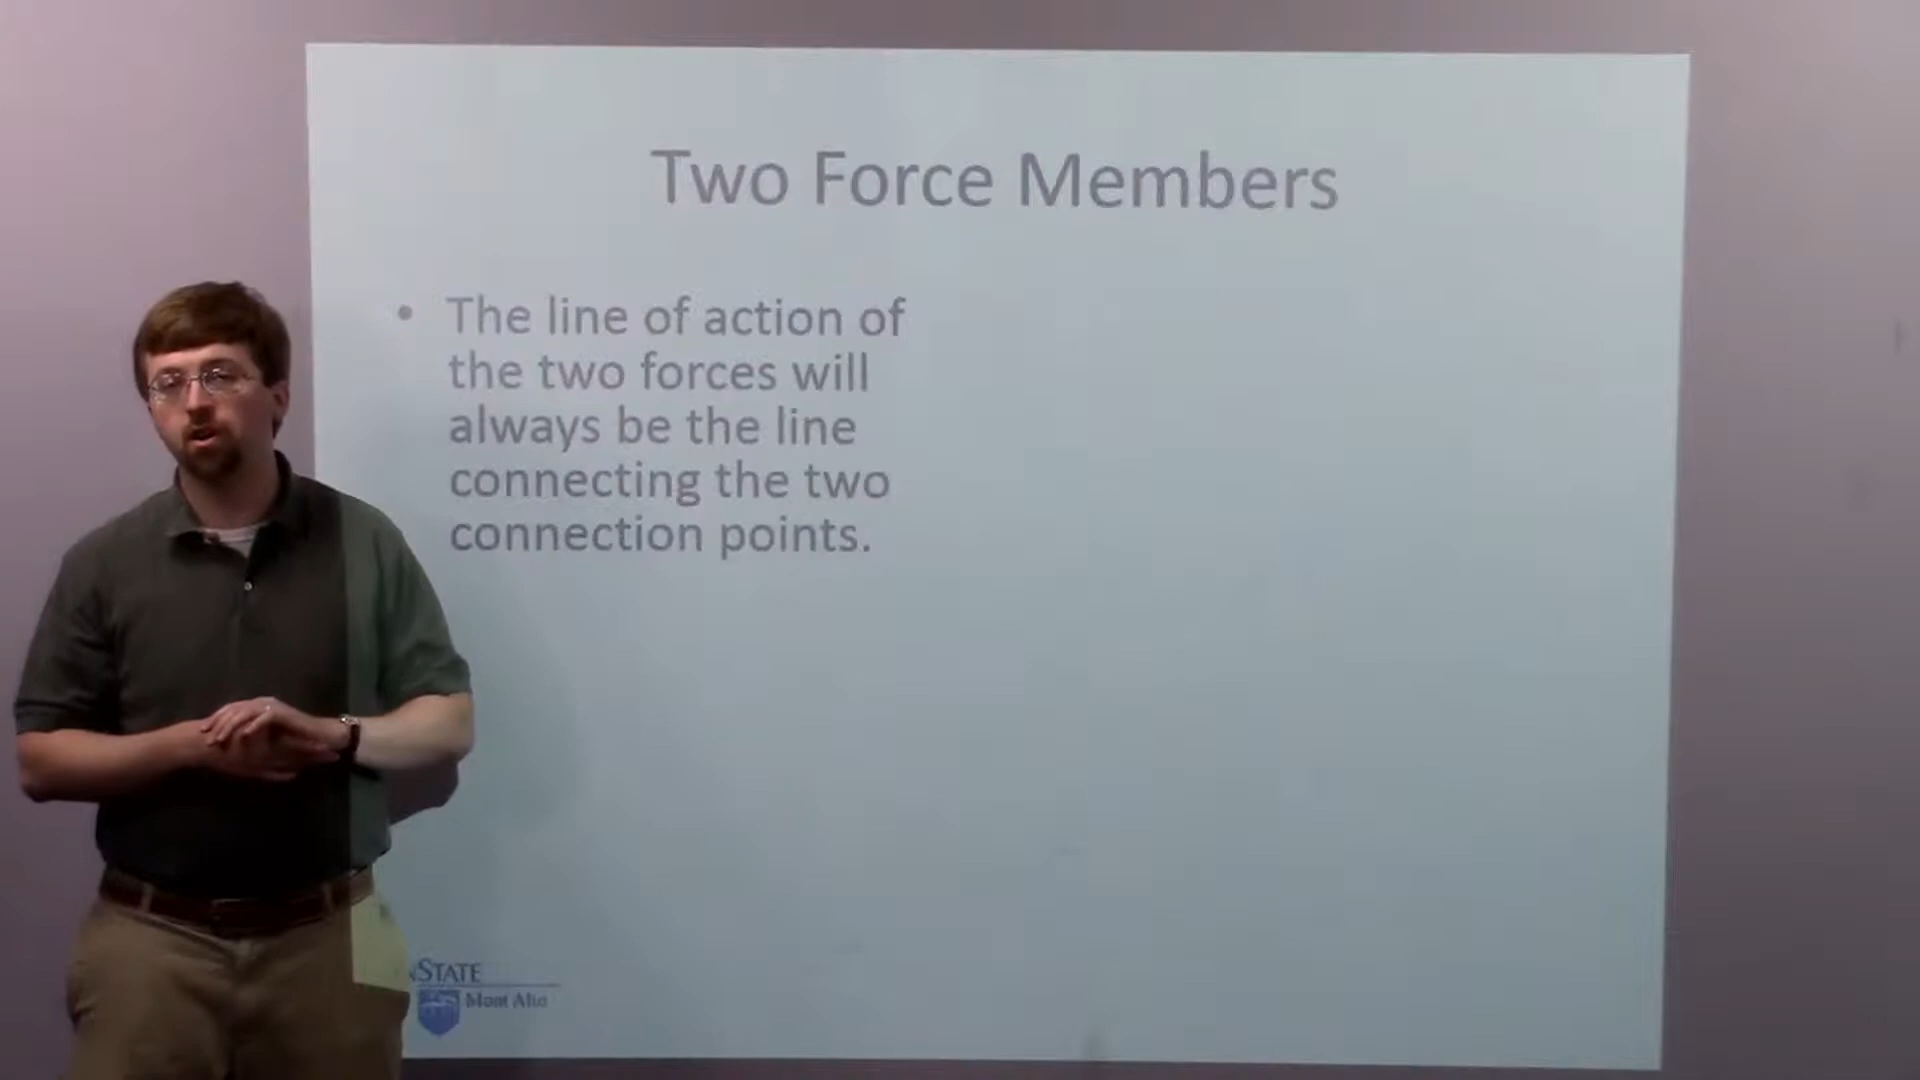 Two Force Members
• The line of action of
the two forces will
always be the line
connecting the two
connection points.
NSTATE
Mont Alto